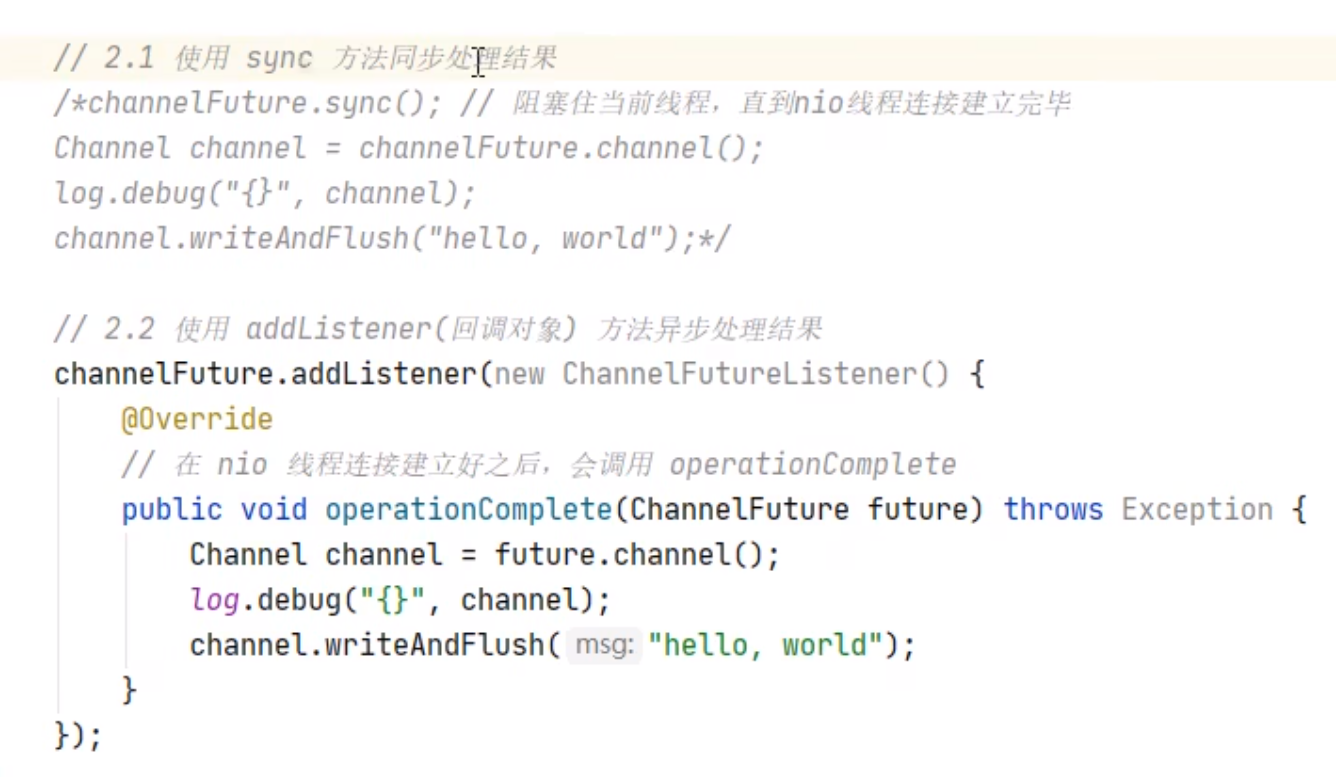 // 2.1 使用 sync 方法同步处理结果
/*channelFuture.sync(); // 阻塞住当前线程，直到nio线程连接建立完毕
Channel channel = channelFuture.channel();
log.debug("{}", channel);
channel.writeAndFlush("hello, world");*/
// 2.2 使用 addListener(回调对象) 方法异步处理结果
channelFuture.addListener(new ChannelFutureListener() {
@Override
// 在 nio 线程连接建立好之后，会调用 operationComplete
public void operationComplete(ChannelFuture future) throws Exception {
Channel channel = future.channel();
log.debug("{}", channel);
channel.writeAndFlush( msg: "hello, world");
}
});